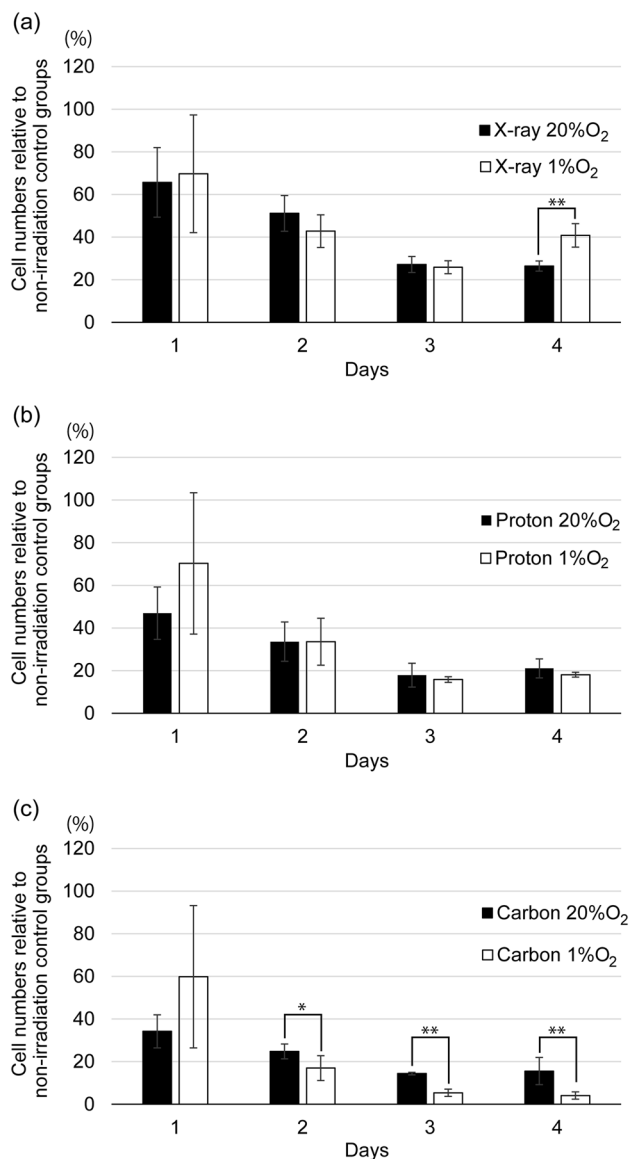 (a)
(%)
Cell numbers relative to
non-irradiation control groups
120
100
80
60
40
20
0
X-ray 20%O₂
X-ray 1%O₂
**
1 2 3 4
Days
(b)
(%)
Cell numbers relative to
non-irradiation control groups
120
100
80
60
40
20
0
Proton 20%O₂
Proton 1%O₂
1 2 3 4
Days
(c)
(%)
Cell numbers relative to
non-irradiation control groups
120
100
80
60
40
20
0
Carbon 20%O₂
Carbon 1%O₂
* ** **
1 2 3 4
Days